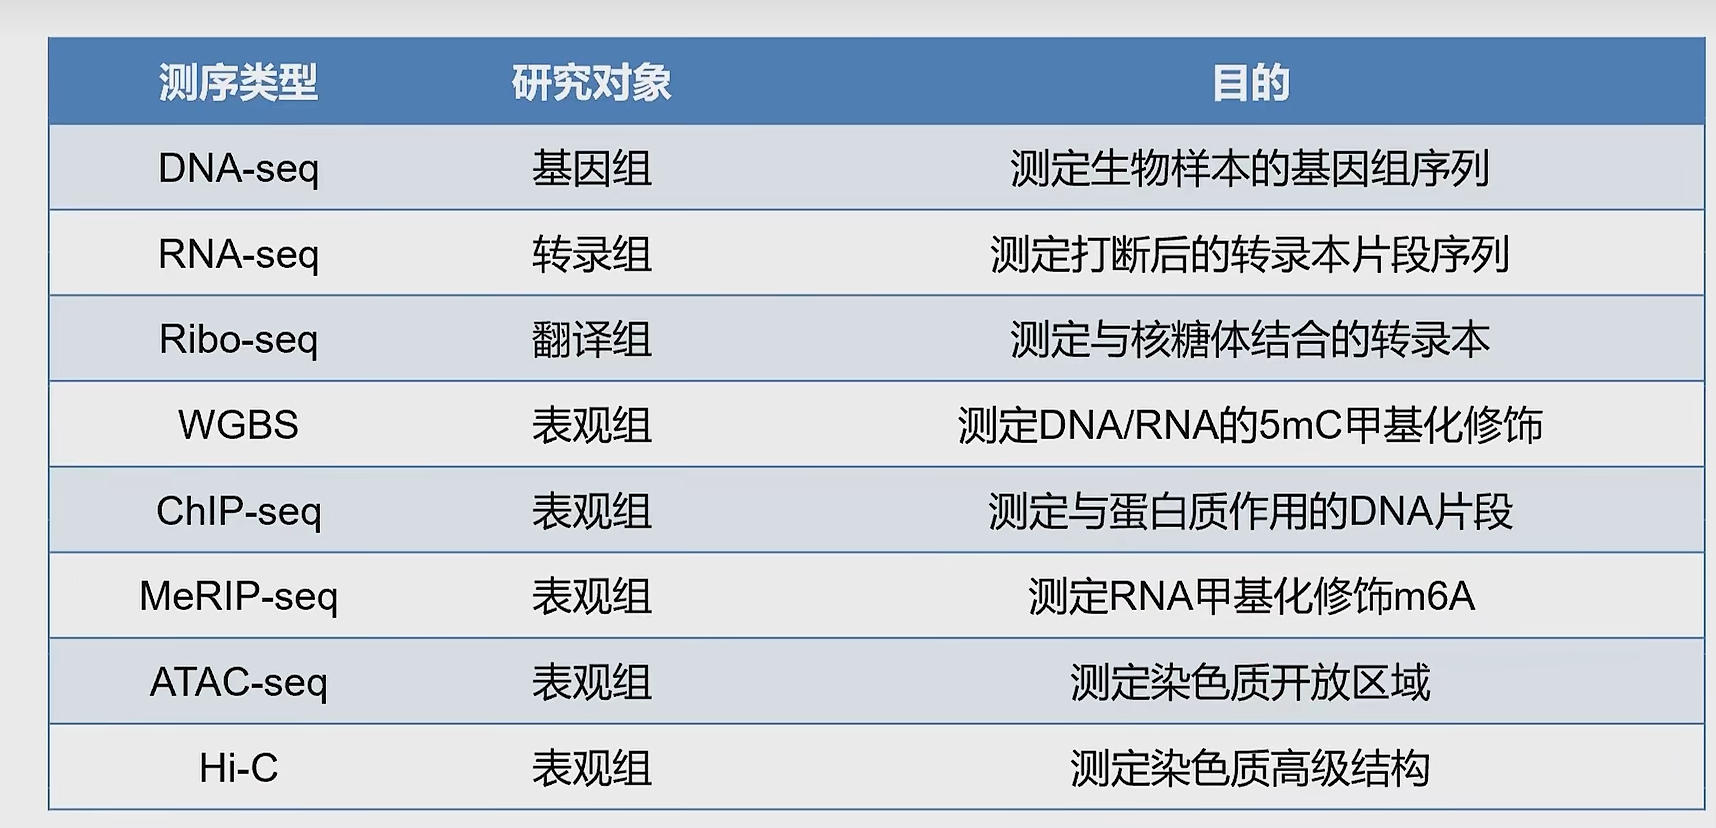 测序类型 研究对象 目的
DNA-seq 基因组 测定生物样本的基因组序列
RNA-seq 转录组 测定打断后的转录本片段序列
Ribo-seq 翻译组 测定与核糖体结合的转录本
WGBS 表观组 测定DNA/RNA的5mC甲基化修饰
ChIP-seq 表观组 测定与蛋白质作用的DNA片段
MeRIP-seq 表观组 测定RNA甲基化修饰m6A
ATAC-seq 表观组 测定染色质开放区域
Hi-C 表观组 测定染色质高级结构